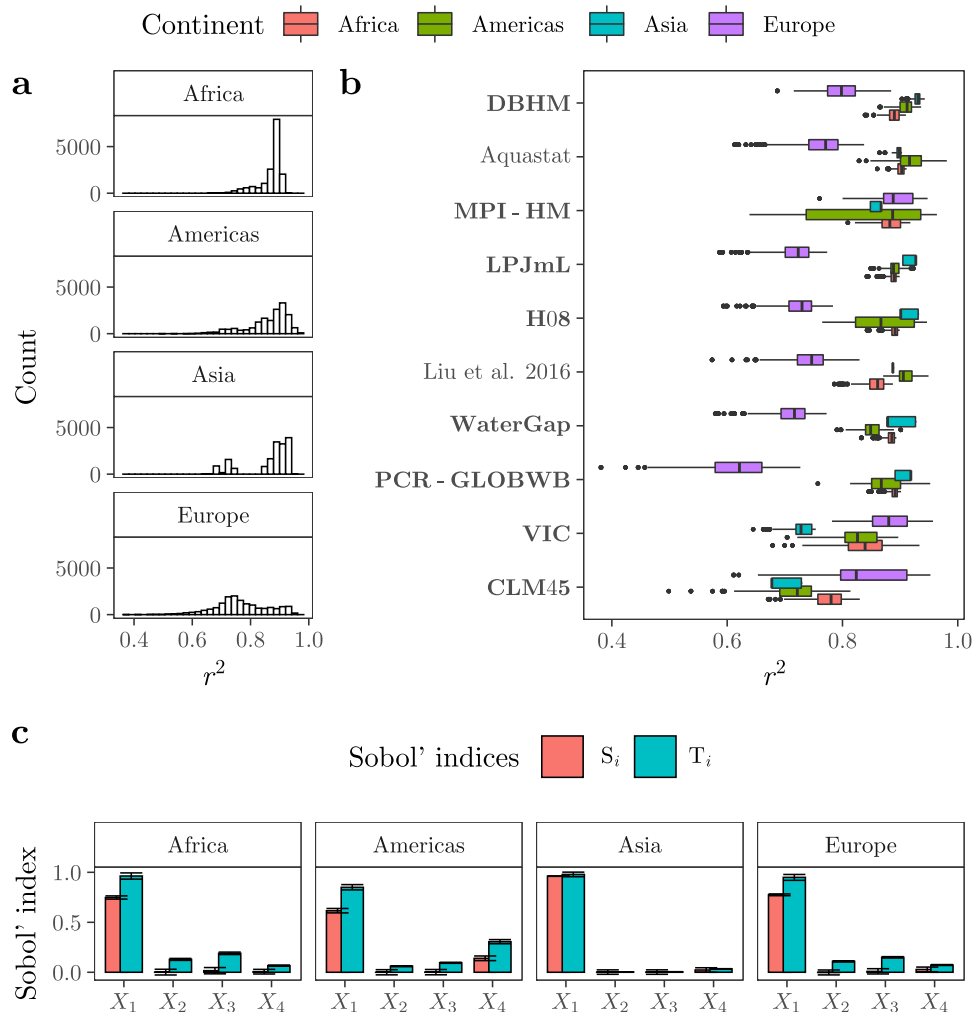 Continent Africa Americas Asia Europe
a
Africa
5000
0
Americas
5000
0
Asia
5000
0
Europe
5000
0
0.4 0.6 0.8 1.0
r²
Count
b
DBHM
Aquastat
MPI - HM
LPJmL
H08
Liu et al. 2016
WaterGap
PCR - GLOBWB
VIC
CLM45
0.4 0.6 0.8 1.0
r²
c
Sobol' indices Sᵢ Tᵢ
Africa Americas Asia Europe
1.0
0.5
0.0
Sobol' index
X₁ X₂ X₃ X₄ X₁ X₂ X₃ X₄ X₁ X₂ X₃ X₄ X₁ X₂ X₃ X₄